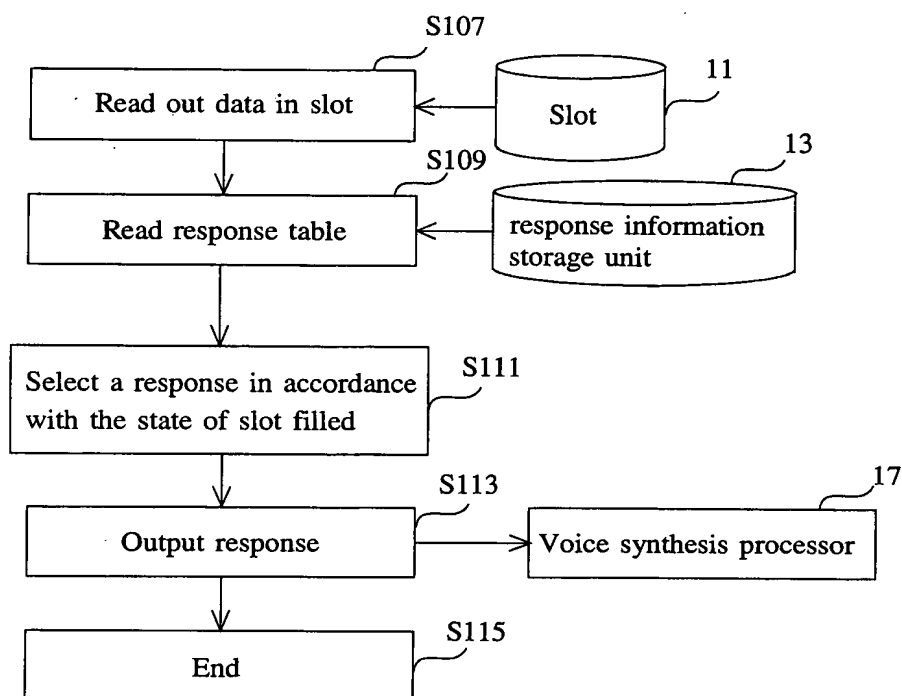 S107
Read out data in slot
Slot
11
S109
Read response table
response information
storage unit
13
Select a response in accordance
with the state of slot filled
S111
S113
Output response
Voice synthesis processor
17
S115
End